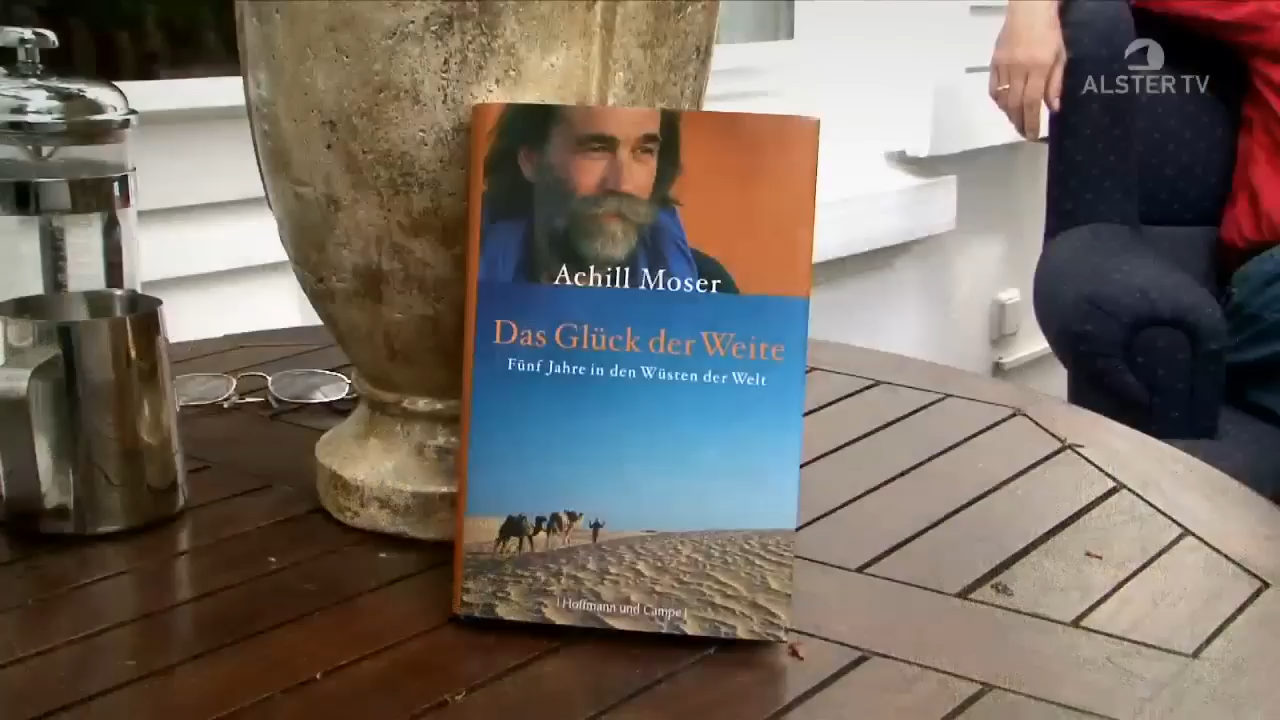 ALSTER TV
Achill Moser
Das Glück der Weite
Fünf Jahre in den Wüsten der Welt
| Hoffmann und Campe |